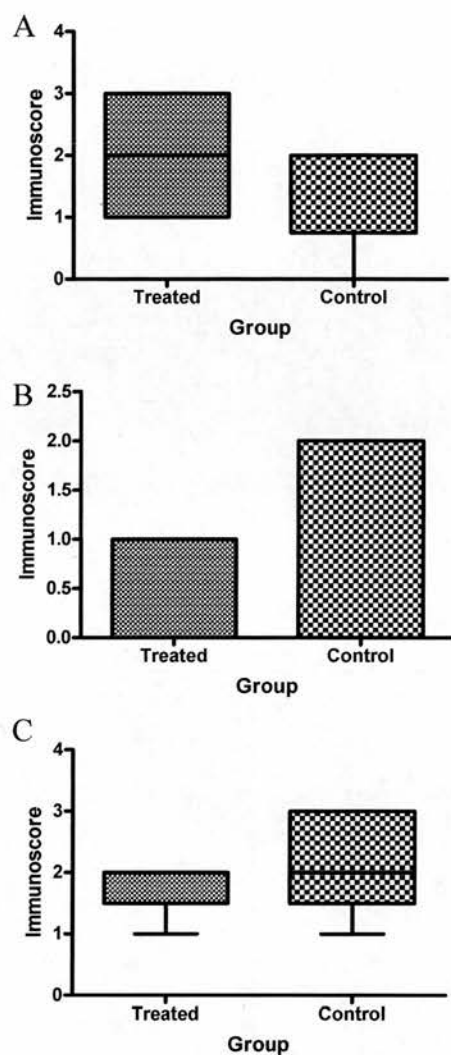 A
4
3
2
1
0
Immunoscore
Treated Control
Group
B
2.5
2.0
1.5
1.0
0.5
0.0
Immunoscore
Treated Control
Group
C
4
3
2
1
0
Immunoscore
Treated Control
Group